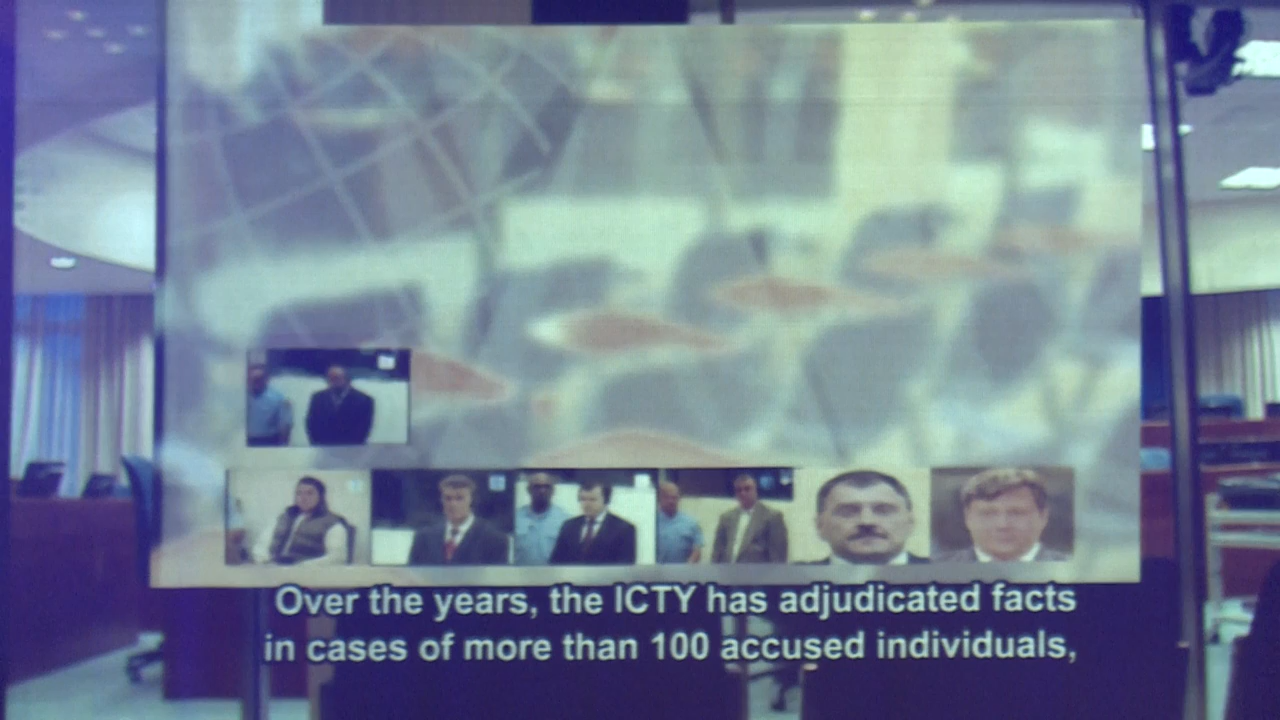 Over the years, the ICTY has adjudicated facts
in cases of more than 100 accused individuals,